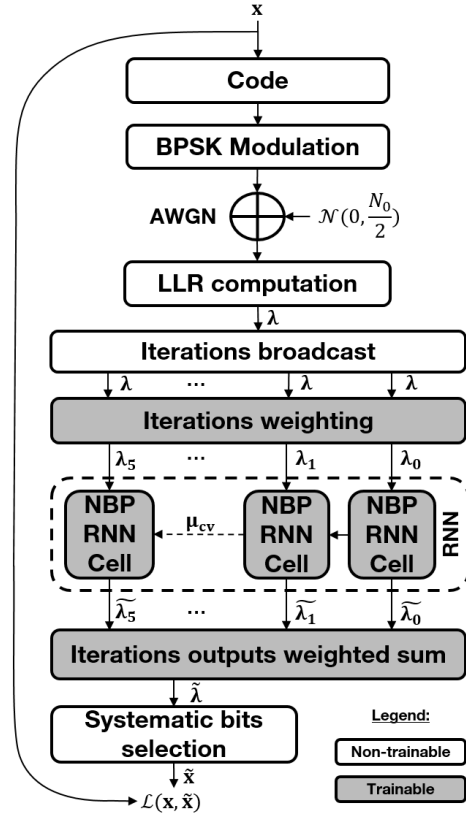 x
Code
BPSK Modulation
AWGN
𝒩(0, N₀/2)
LLR computation
λ
Iterations broadcast
λ ... λ λ
Iterations weighting
λ₅ ... λ₁ λ₀
NBP RNN Cell
μ_cv
NBP RNN Cell
NBP RNN Cell
RNN
λ̃₅ ... λ̃₁ λ̃₀
Iterations outputs weighted sum
λ̃
Systematic bits
selection
x̃
ℒ(x, x̃)
Legend:
Non-trainable
Trainable